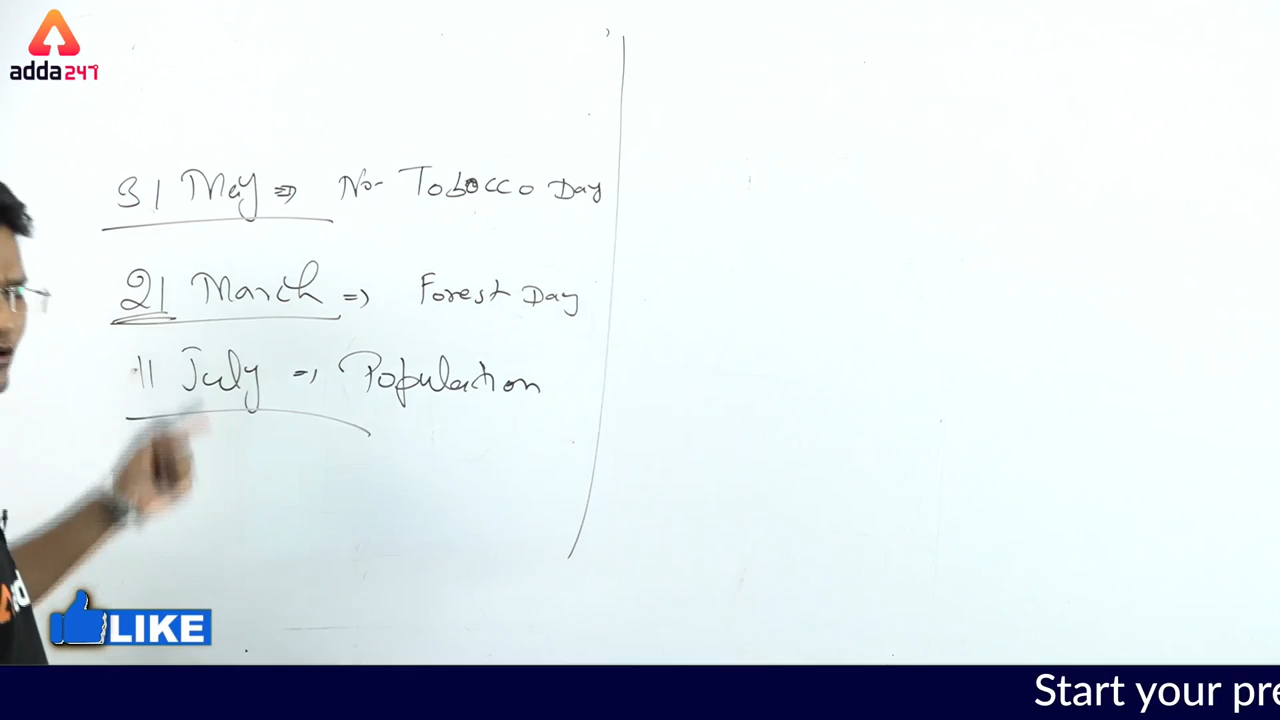 adda247
31 May ⇒ No-Tobacco Day
21 March ⇒ Forest Day
11 July ⇒ Population
LIKE
Start your pre